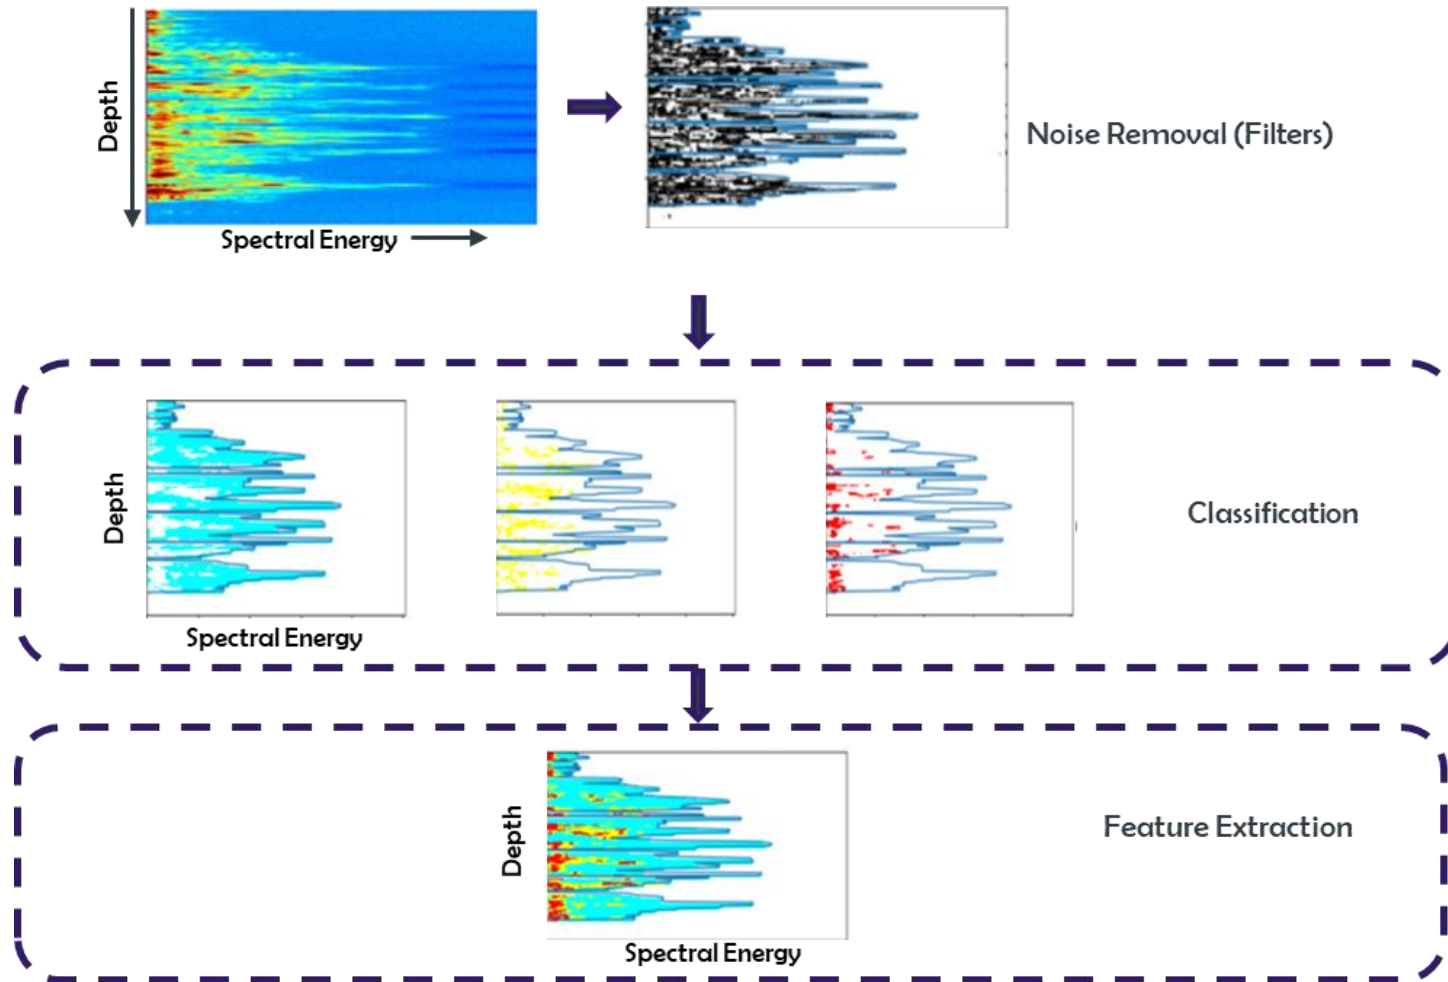 Depth
Spectral Energy
Noise Removal (Filters)
Depth
Spectral Energy
Classification
Depth
Spectral Energy
Feature Extraction